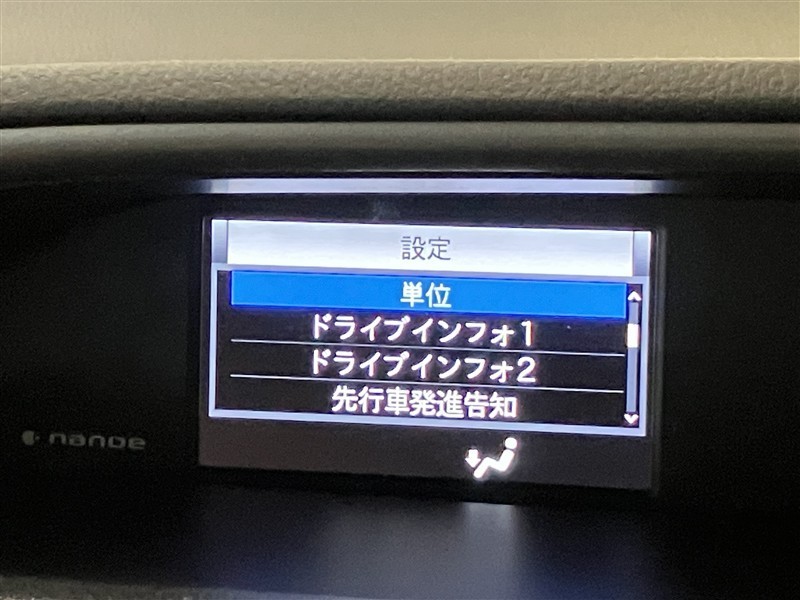 設定
単位
ドライブインフォ1
ドライブインフォ2
先行車発進告知
nanoe